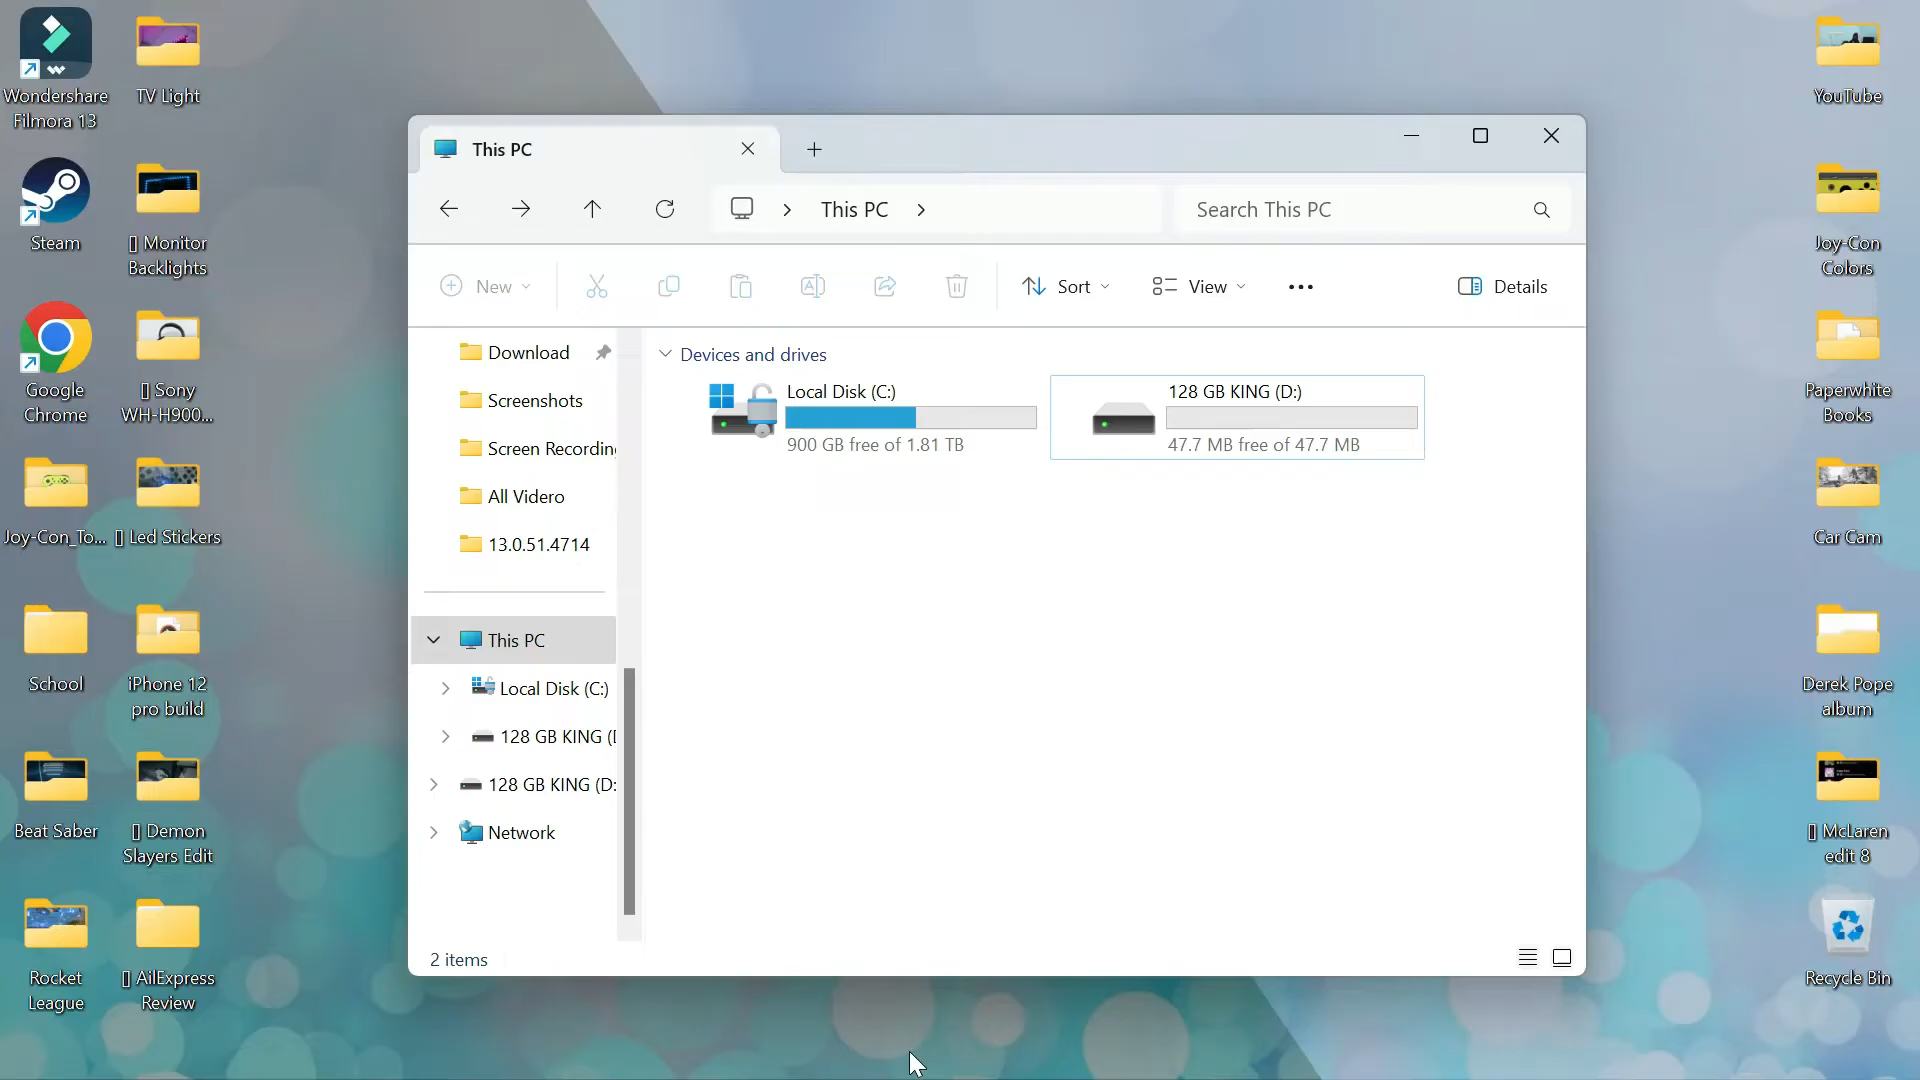 Wondershare
Filmora 13
TV Light
Steam
▯ Monitor
Backlights
Google
Chrome
▯ Sony
WH-H900...
Joy-Con_To...
▯ Led Stickers
School
iPhone 12
pro build
Beat Saber
▯ Demon
Slayers Edit
Rocket
League
▯ AilExpress
Review
This PC
This PC
Search This PC
New
Sort
View
Details
Download
Screenshots
Screen Recording
All Videro
13.0.51.4714
This PC
Local Disk (C:)
128 GB KING (D
128 GB KING (D:
Network
Devices and drives
Local Disk (C:)
900 GB free of 1.81 TB
128 GB KING (D:)
47.7 MB free of 47.7 MB
2 items
YouTube
Joy-Con
Colors
Paperwhite
Books
Car Cam
Derek Pope
album
▯ McLaren
edit 8
Recycle Bin